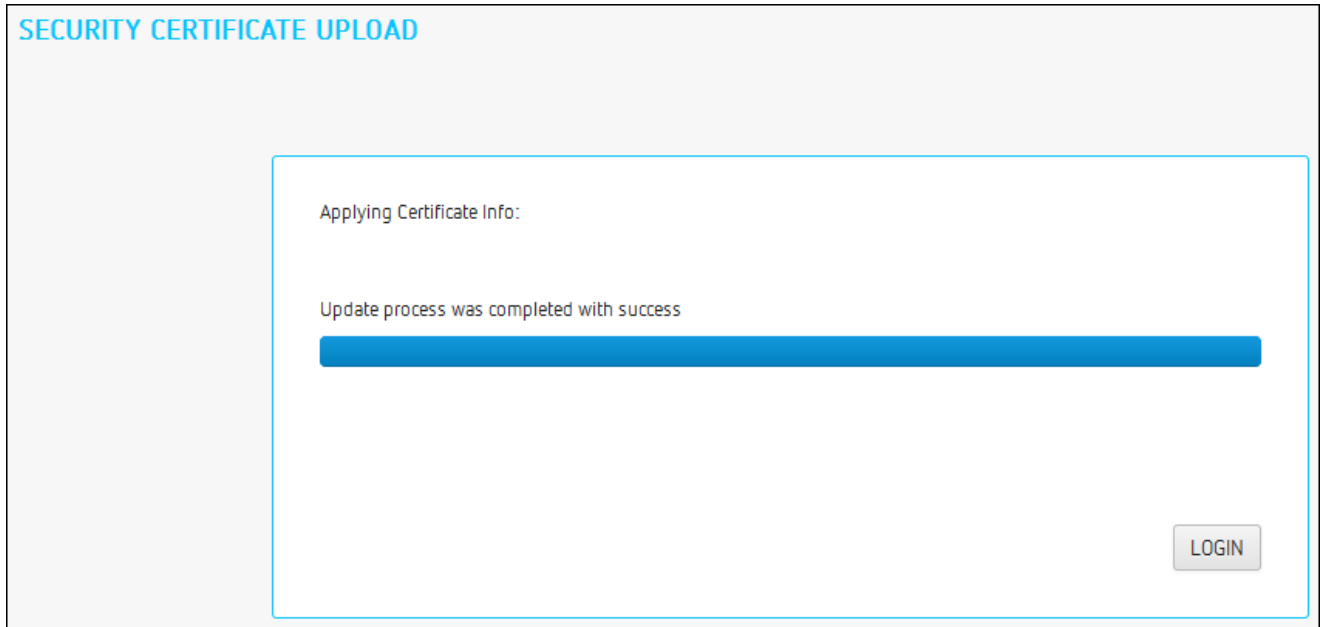 SECURITY CERTIFICATE UPLOAD
Applying Certificate Info:
Update process was completed with success
LOGIN